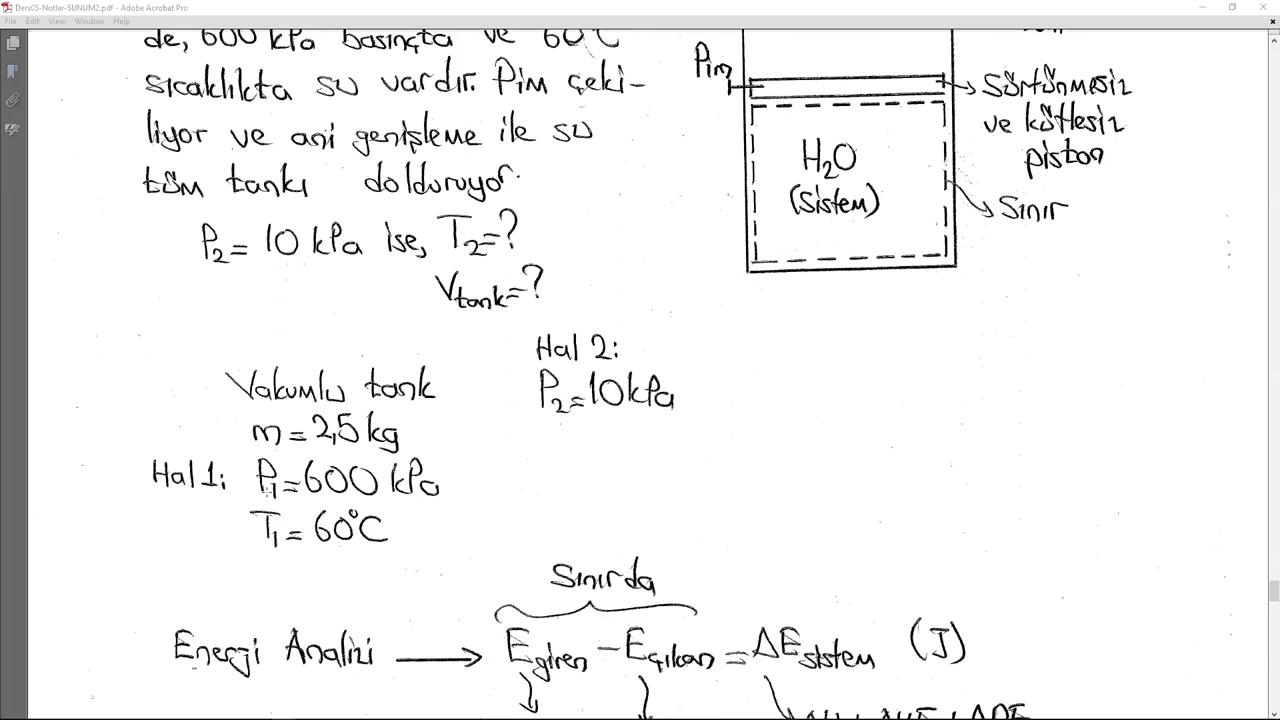 Ders05-Notlar-SUNUM2.pdf - Adobe Acrobat Pro
File Edit View Window Help
de, 600 kPa basınçta ve 60°C
sıcaklıkta su vardır. Pim çeki-
liyor ve ani genişleme ile su
tüm tankı dolduruyor.
P2 = 10 kPa ise, T2 = ?
Vtank = ?
Pim
Sürtünmesiz
ve kütlesiz
piston
H2O
(Sistem)
Sınır
Vakumlu tank
m = 2,5 kg
Hal 1: P1 = 600 kPa
T1 = 60°C
Hal 2:
P2 = 10 kPa
Sınırda
Energi Analizi → Egiren - Eçıkan = ΔEsistem (J)